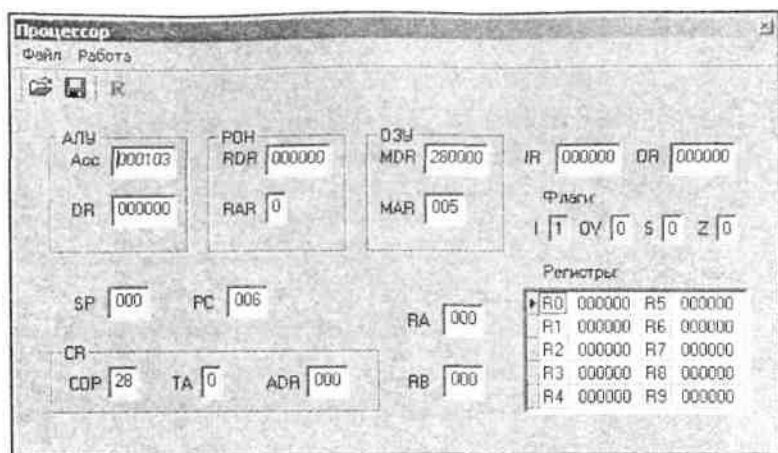 Процессор
Файл Работа
R
АЛУ
Acc 000103
DR 000000
РОН
RDR 000000
RAR 0
ОЗУ
MDR 280000
MAR 005
IR 000000 OR 000000
Флаги:
I 1 OV 0 S 0 Z 0
SP 000 PC 006
RA 000
RB 000
CR
COP 28 TA 0 ADR 000
Регистры:
R0 000000 R5 000000
R1 000000 R6 000000
R2 000000 R7 000000
R3 000000 R8 000000
R4 000000 R9 000000